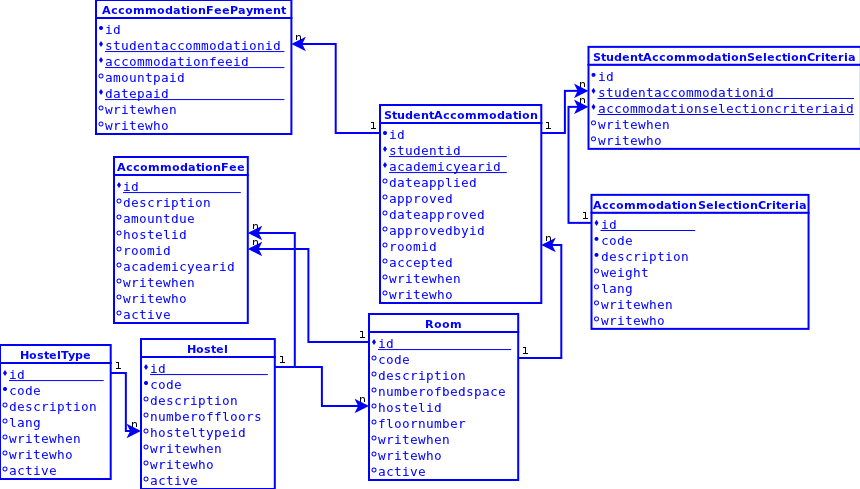 AccommodationFeePayment
id
studentaccommodationid
accommodationfeeid
amountpaid
datepaid
writewhen
writewho
n
1
StudentAccommodationSelectionCriteria
id
studentaccommodationid
accommodationselectioncriteriaid
writewhen
writewho
n
n
StudentAccommodation
id
studentid
academicyearid
dateapplied
approved
dateapproved
approvedbyid
roomid
accepted
writewhen
writewho
1
n
AccommodationFee
id
description
amountdue
hostelid
roomid
academicyearid
writewhen
writewho
active
n
n
AccommodationSelectionCriteria
id
code
description
weight
lang
writewhen
writewho
1
Room
id
code
description
numberofbedspace
hostelid
floornumber
writewhen
writewho
active
1
1
n
HostelType
id
code
description
lang
writewhen
writewho
active
1
Hostel
id
code
description
numberoffloors
hosteltypeid
writewhen
writewho
active
1
n